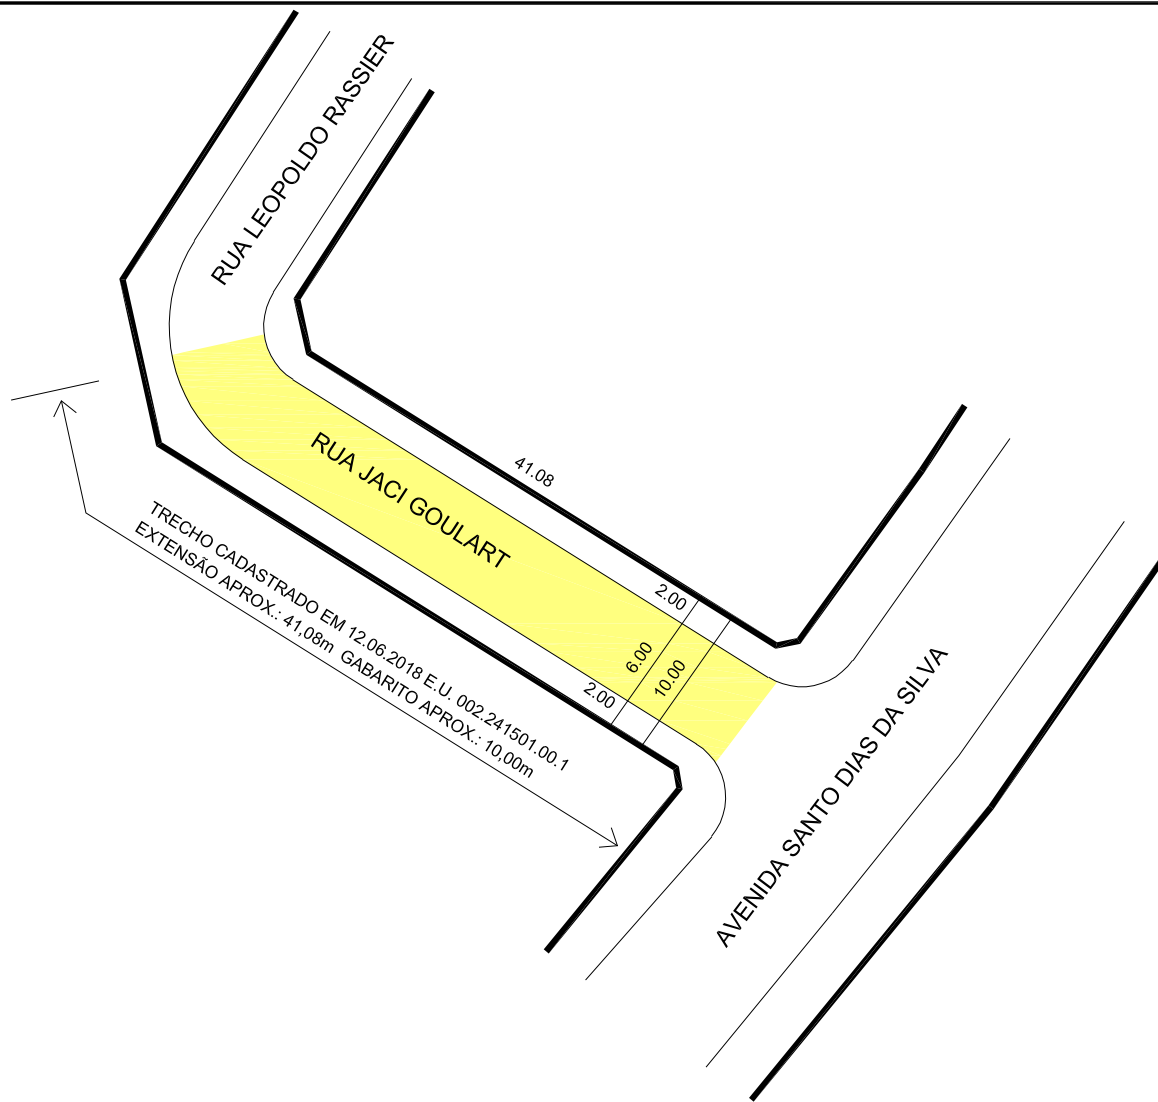 RUA LEOPOLDO RASSIER
RUA JACI GOULART
41.08
2.00
6.00
10.00
2.00
TRECHO CADASTRADO EM 12.06.2018 E.U. 002.241501.00.1
EXTENSÃO APROX.: 41,08m GABARITO APROX.: 10,00m
AVENIDA SANTO DIAS DA SILVA